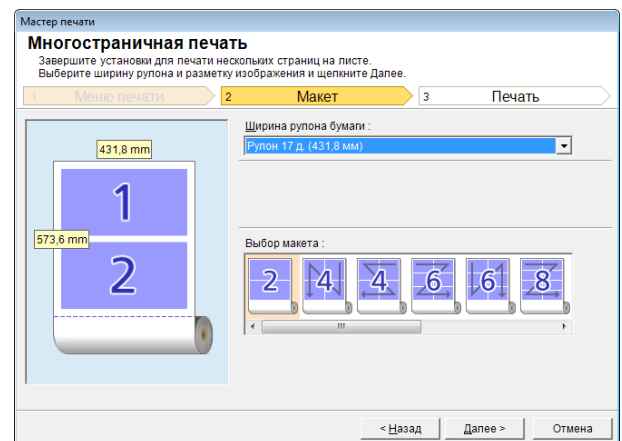 Мастер печати
Многостраничная печать
Завершите установки для печати нескольких страниц на листе.
Выберите ширину рулона и разметку изображения и щелкните Далее.
1 Меню печати 2 Макет 3 Печать
Ширина рулона бумаги :
Рулон 17 д. (431,8 мм)
431,8 mm
1
573,6 mm
2
Выбор макета :
2 4 4 6 6 8
< Назад Далее > Отмена